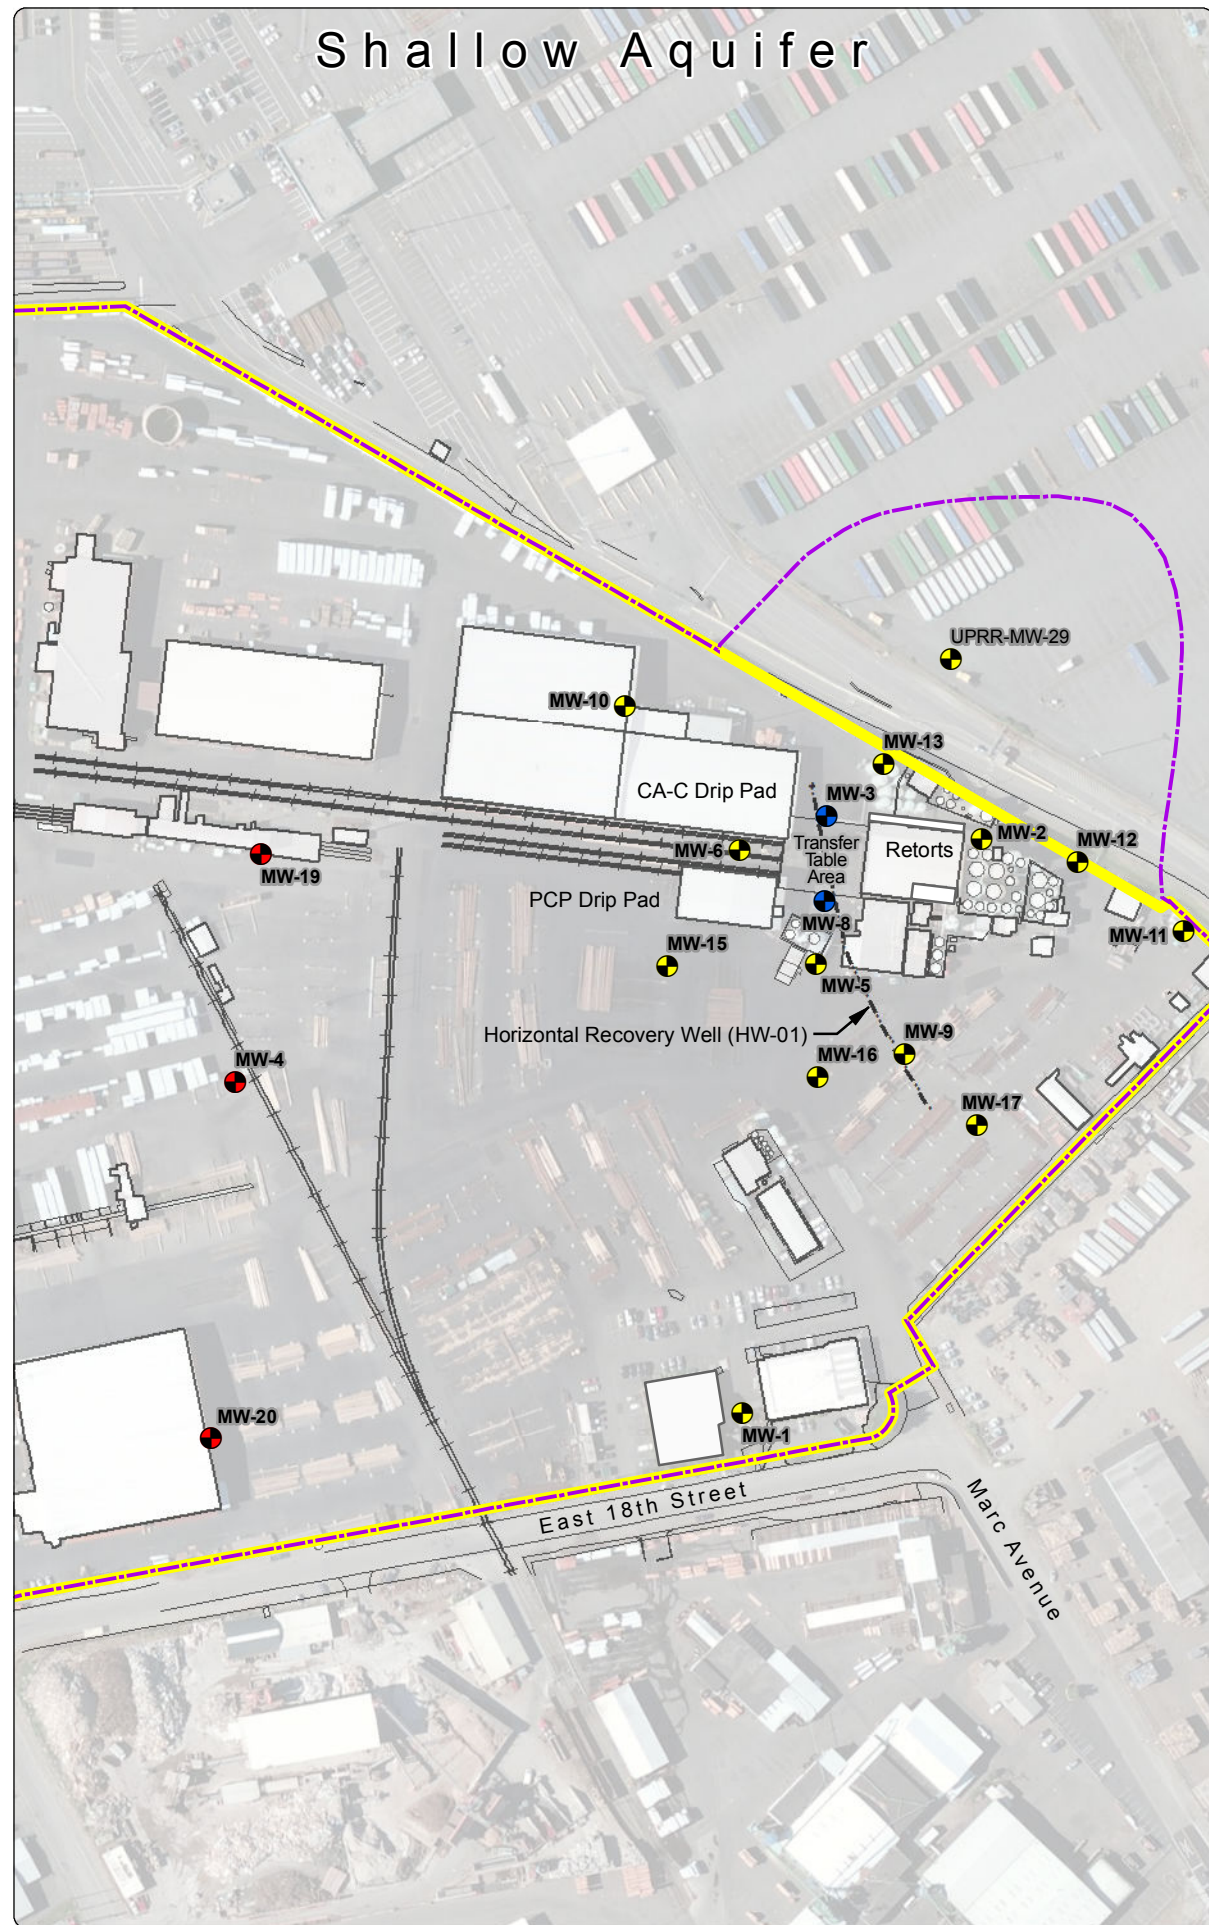 Shallow Aquifer
UPRR-MW-29
MW-10
MW-13
CA-C Drip Pad
MW-3
MW-2
MW-12
MW-6
Transfer
Table
Area
Retorts
MW-19
PCP Drip Pad
MW-8
MW-11
MW-15
MW-5
Horizontal Recovery Well (HW-01)
MW-9
MW-16
MW-4
MW-17
MW-20
MW-1
East 18th Street
Marc Avenue